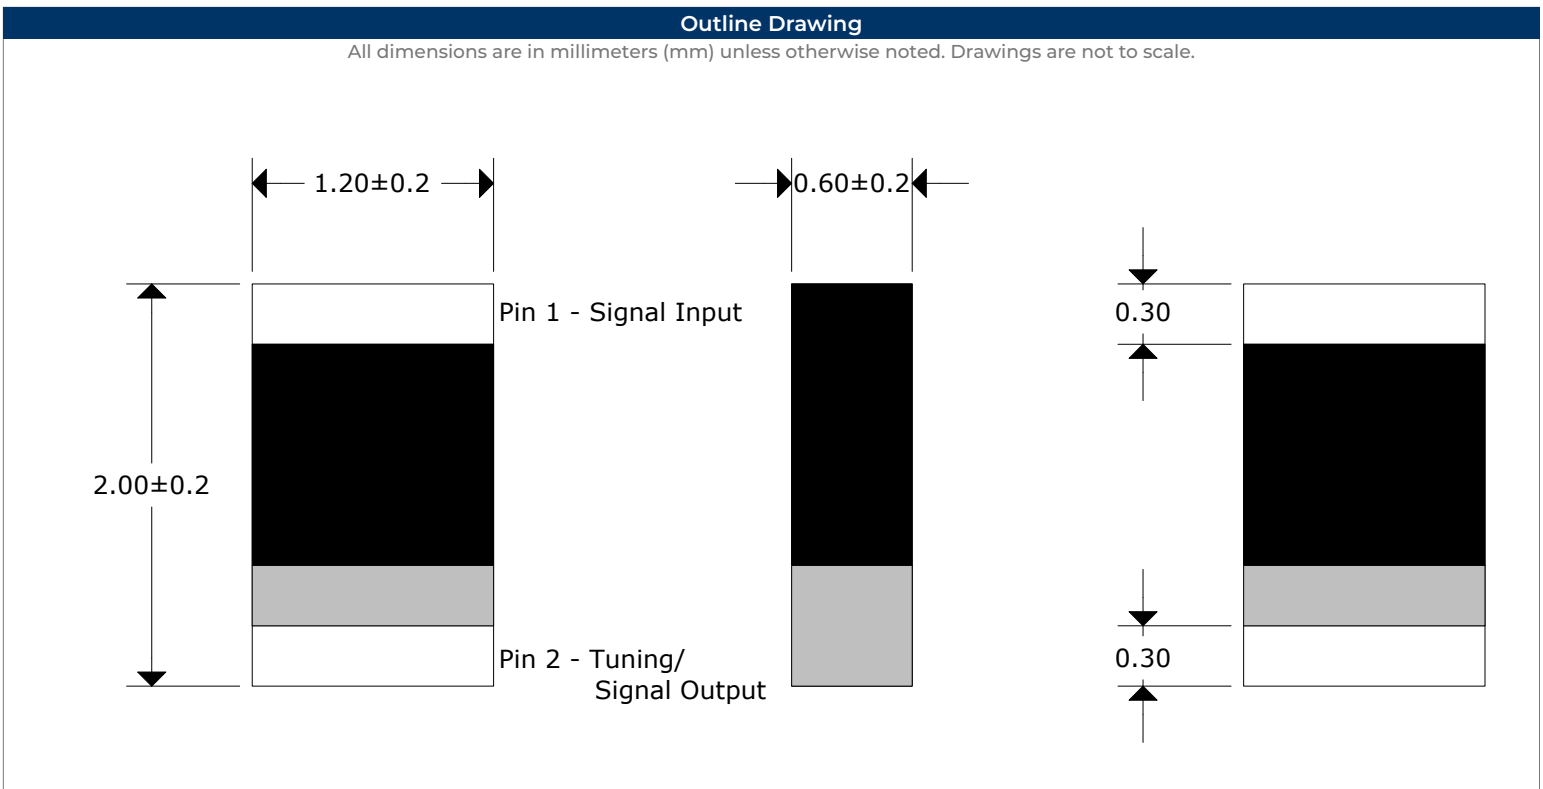 Outline Drawing
All dimensions are in millimeters (mm) unless otherwise noted. Drawings are not to scale.
1.20±0.2
0.60±0.2
Pin 1 - Signal Input
0.30
2.00±0.2
Pin 2 - Tuning/
Signal Output
0.30